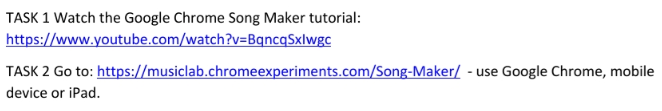 TASK 1 Watch the Google Chrome Song Maker tutorial:
https://www.youtube.com/watch?v=BqncqSxIwgc
TASK 2 Go to: https://musiclab.chromeexperiments.com/Song-Maker/ - use Google Chrome, mobile
device or iPad.